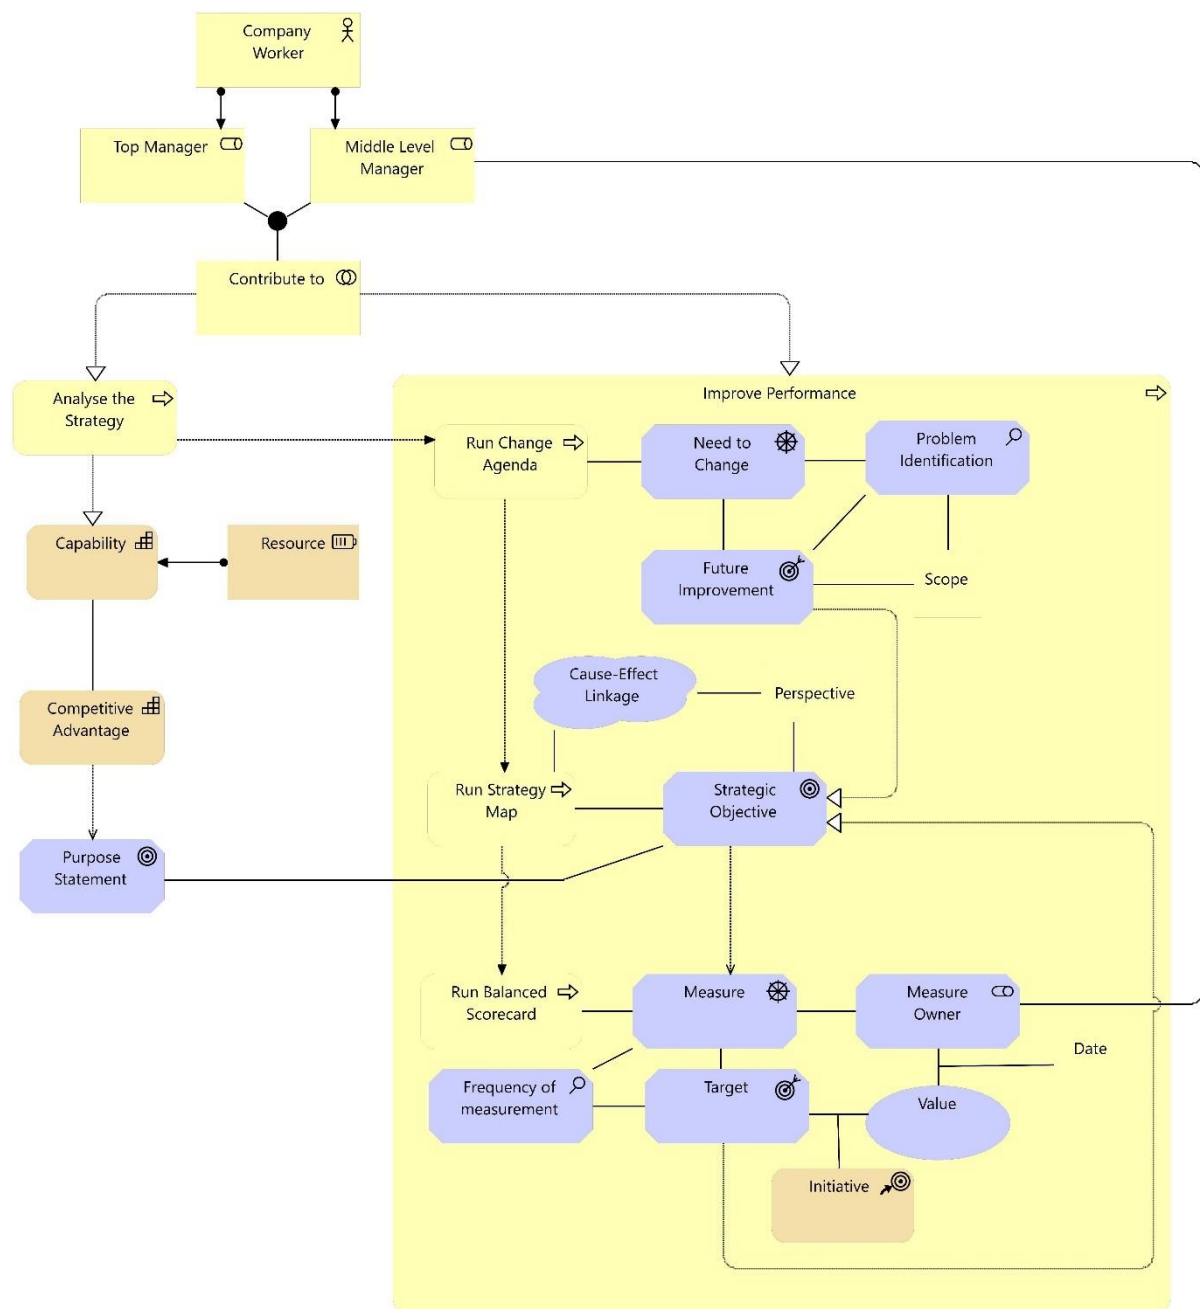 Company
Worker
Top Manager
Middle Level
Manager
Contribute to
Analyse the
Strategy
Improve Performance
Run Change
Agenda
Need to
Change
Problem
Identification
Capability
Resource
Future
Improvement
Scope
Cause-Effect
Linkage
Perspective
Competitive
Advantage
Run Strategy
Map
Strategic
Objective
Purpose
Statement
Run Balanced
Scorecard
Measure
Measure
Owner
Date
Frequency of
measurement
Target
Value
Initiative